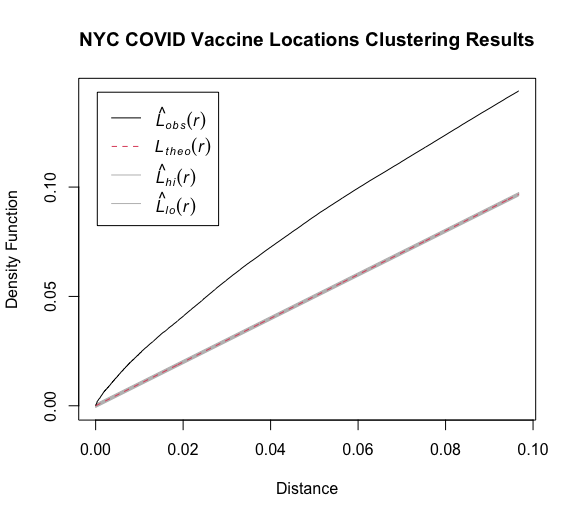 NYC COVID Vaccine Locations Clustering Results
L̂obs(r)
Ltheo(r)
L̂hi(r)
L̂lo(r)
Density Function
0.10
0.05
0.00
0.00 0.02 0.04 0.06 0.08 0.10
Distance